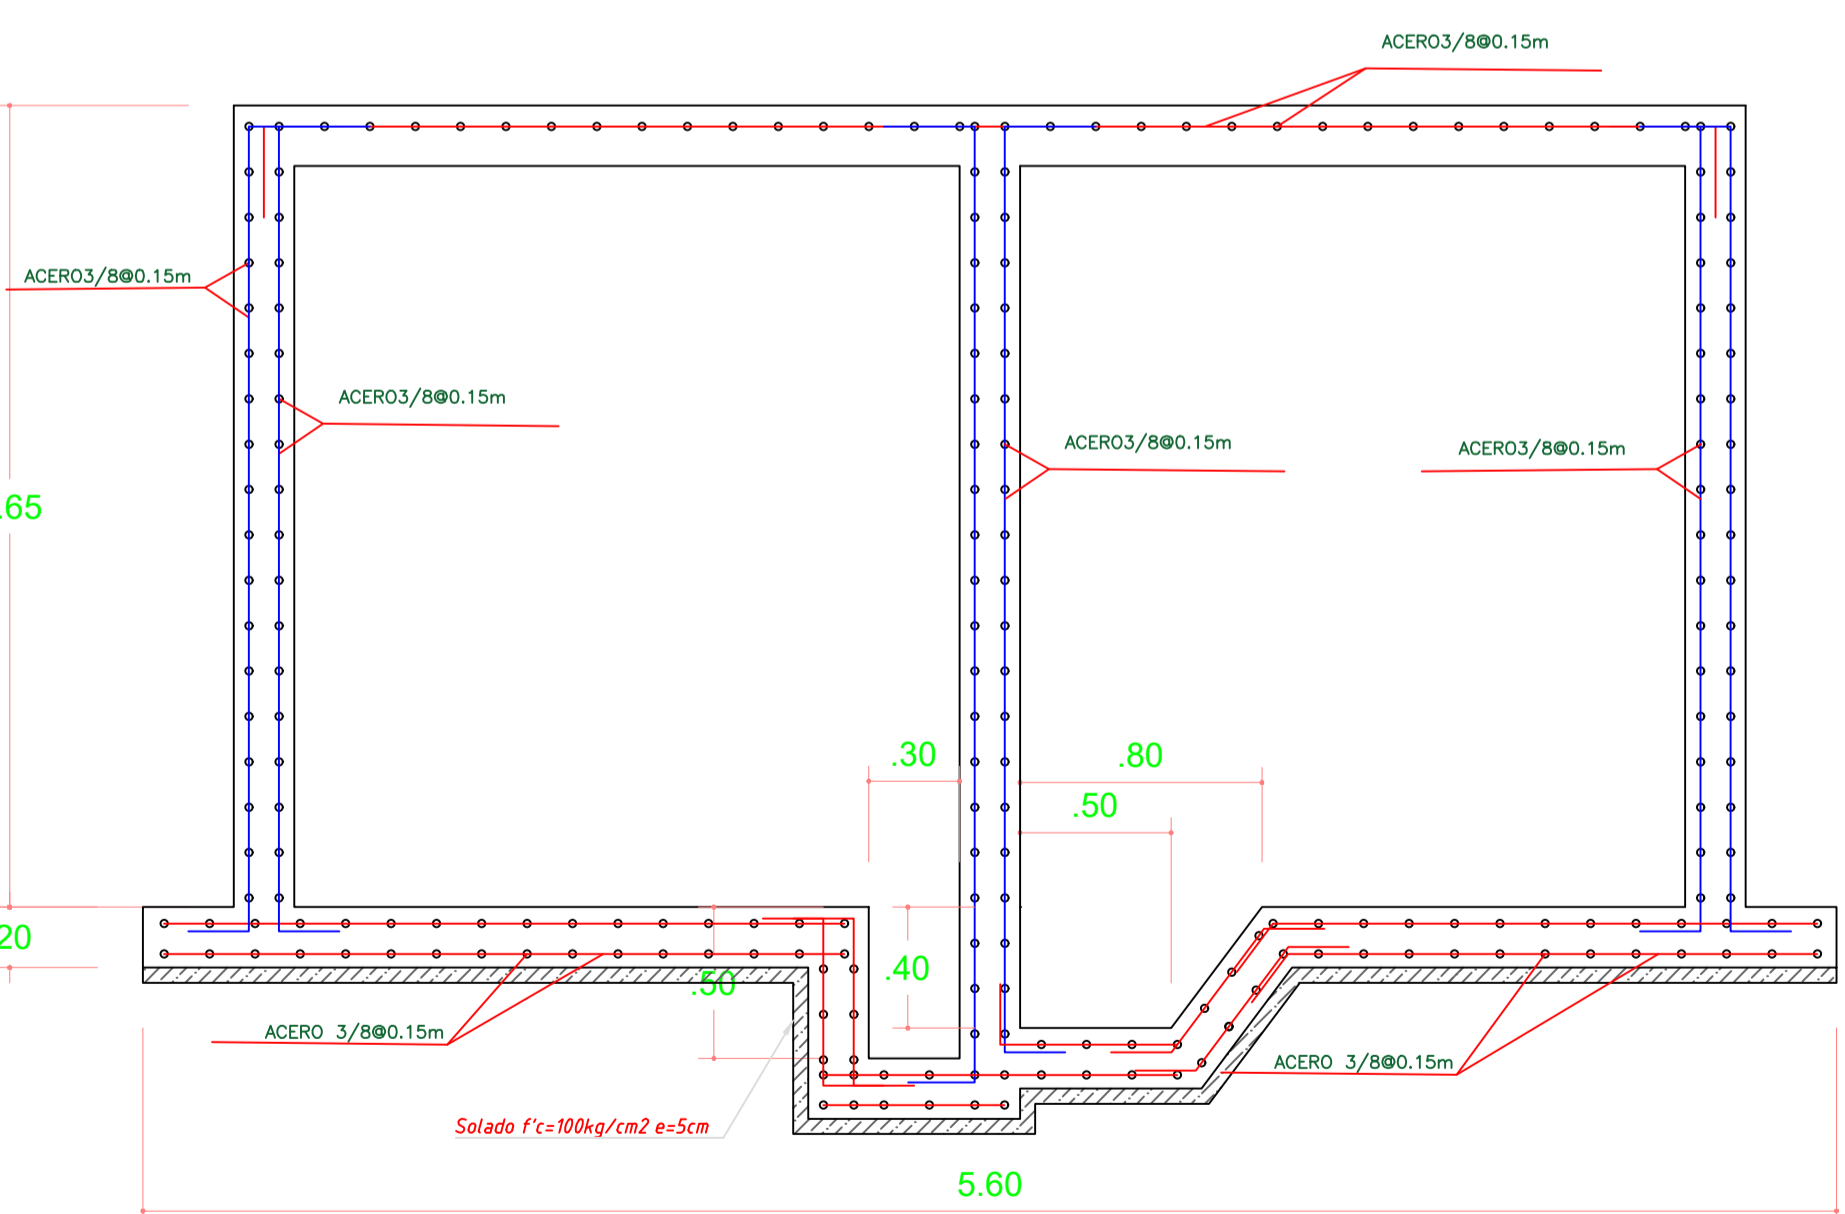 ACERO3/8@0.15m
ACERO3/8@0.15m
.65
ACERO3/8@0.15m
ACERO3/8@0.15m
ACERO3/8@0.15m
.30
.80
.50
20
.40
.50
ACERO 3/8@0.15m
ACERO 3/8@0.15m
Solado f'c=100kg/cm2 e=5cm
5.60